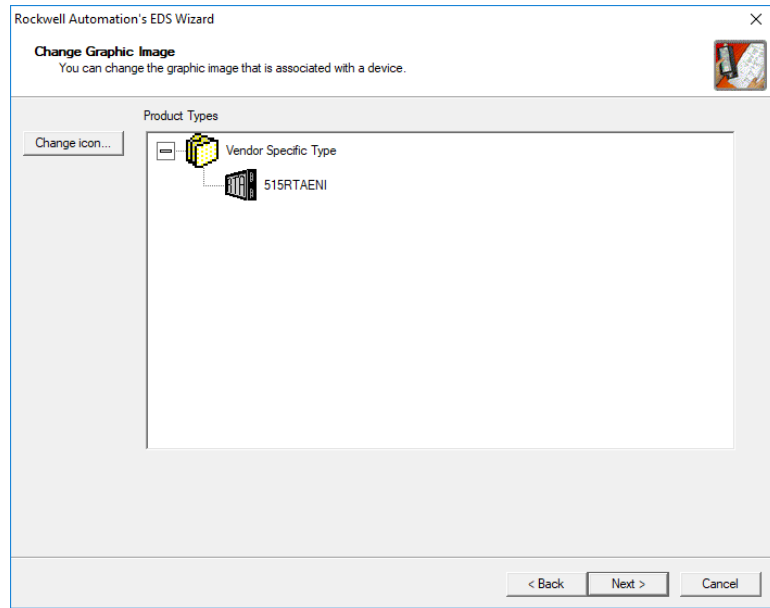 Rockwell Automation's EDS Wizard
Change Graphic Image
You can change the graphic image that is associated with a device.
Product Types
Change icon...
Vendor Specific Type
515RTAENI
< Back
Next >
Cancel